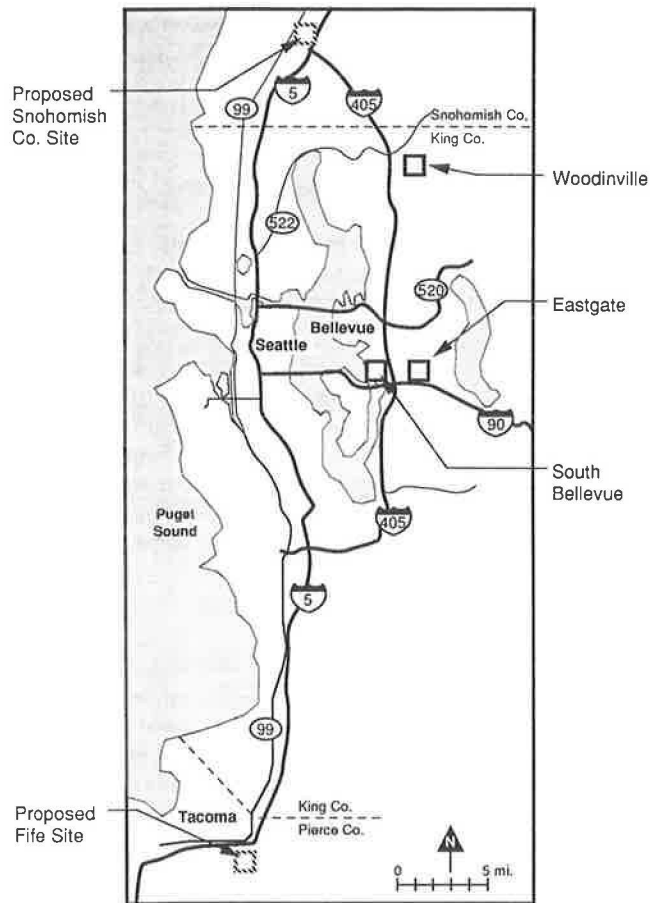 5
99
405
Proposed
Snohomish
Co. Site
Snohomish Co.
King Co.
Woodinville
522
520
Eastgate
Bellevue
Seattle
90
South
Bellevue
405
Puget
Sound
5
99
Proposed
Fife Site
Tacoma
King Co.
Pierce Co.
N
0 5 mi.